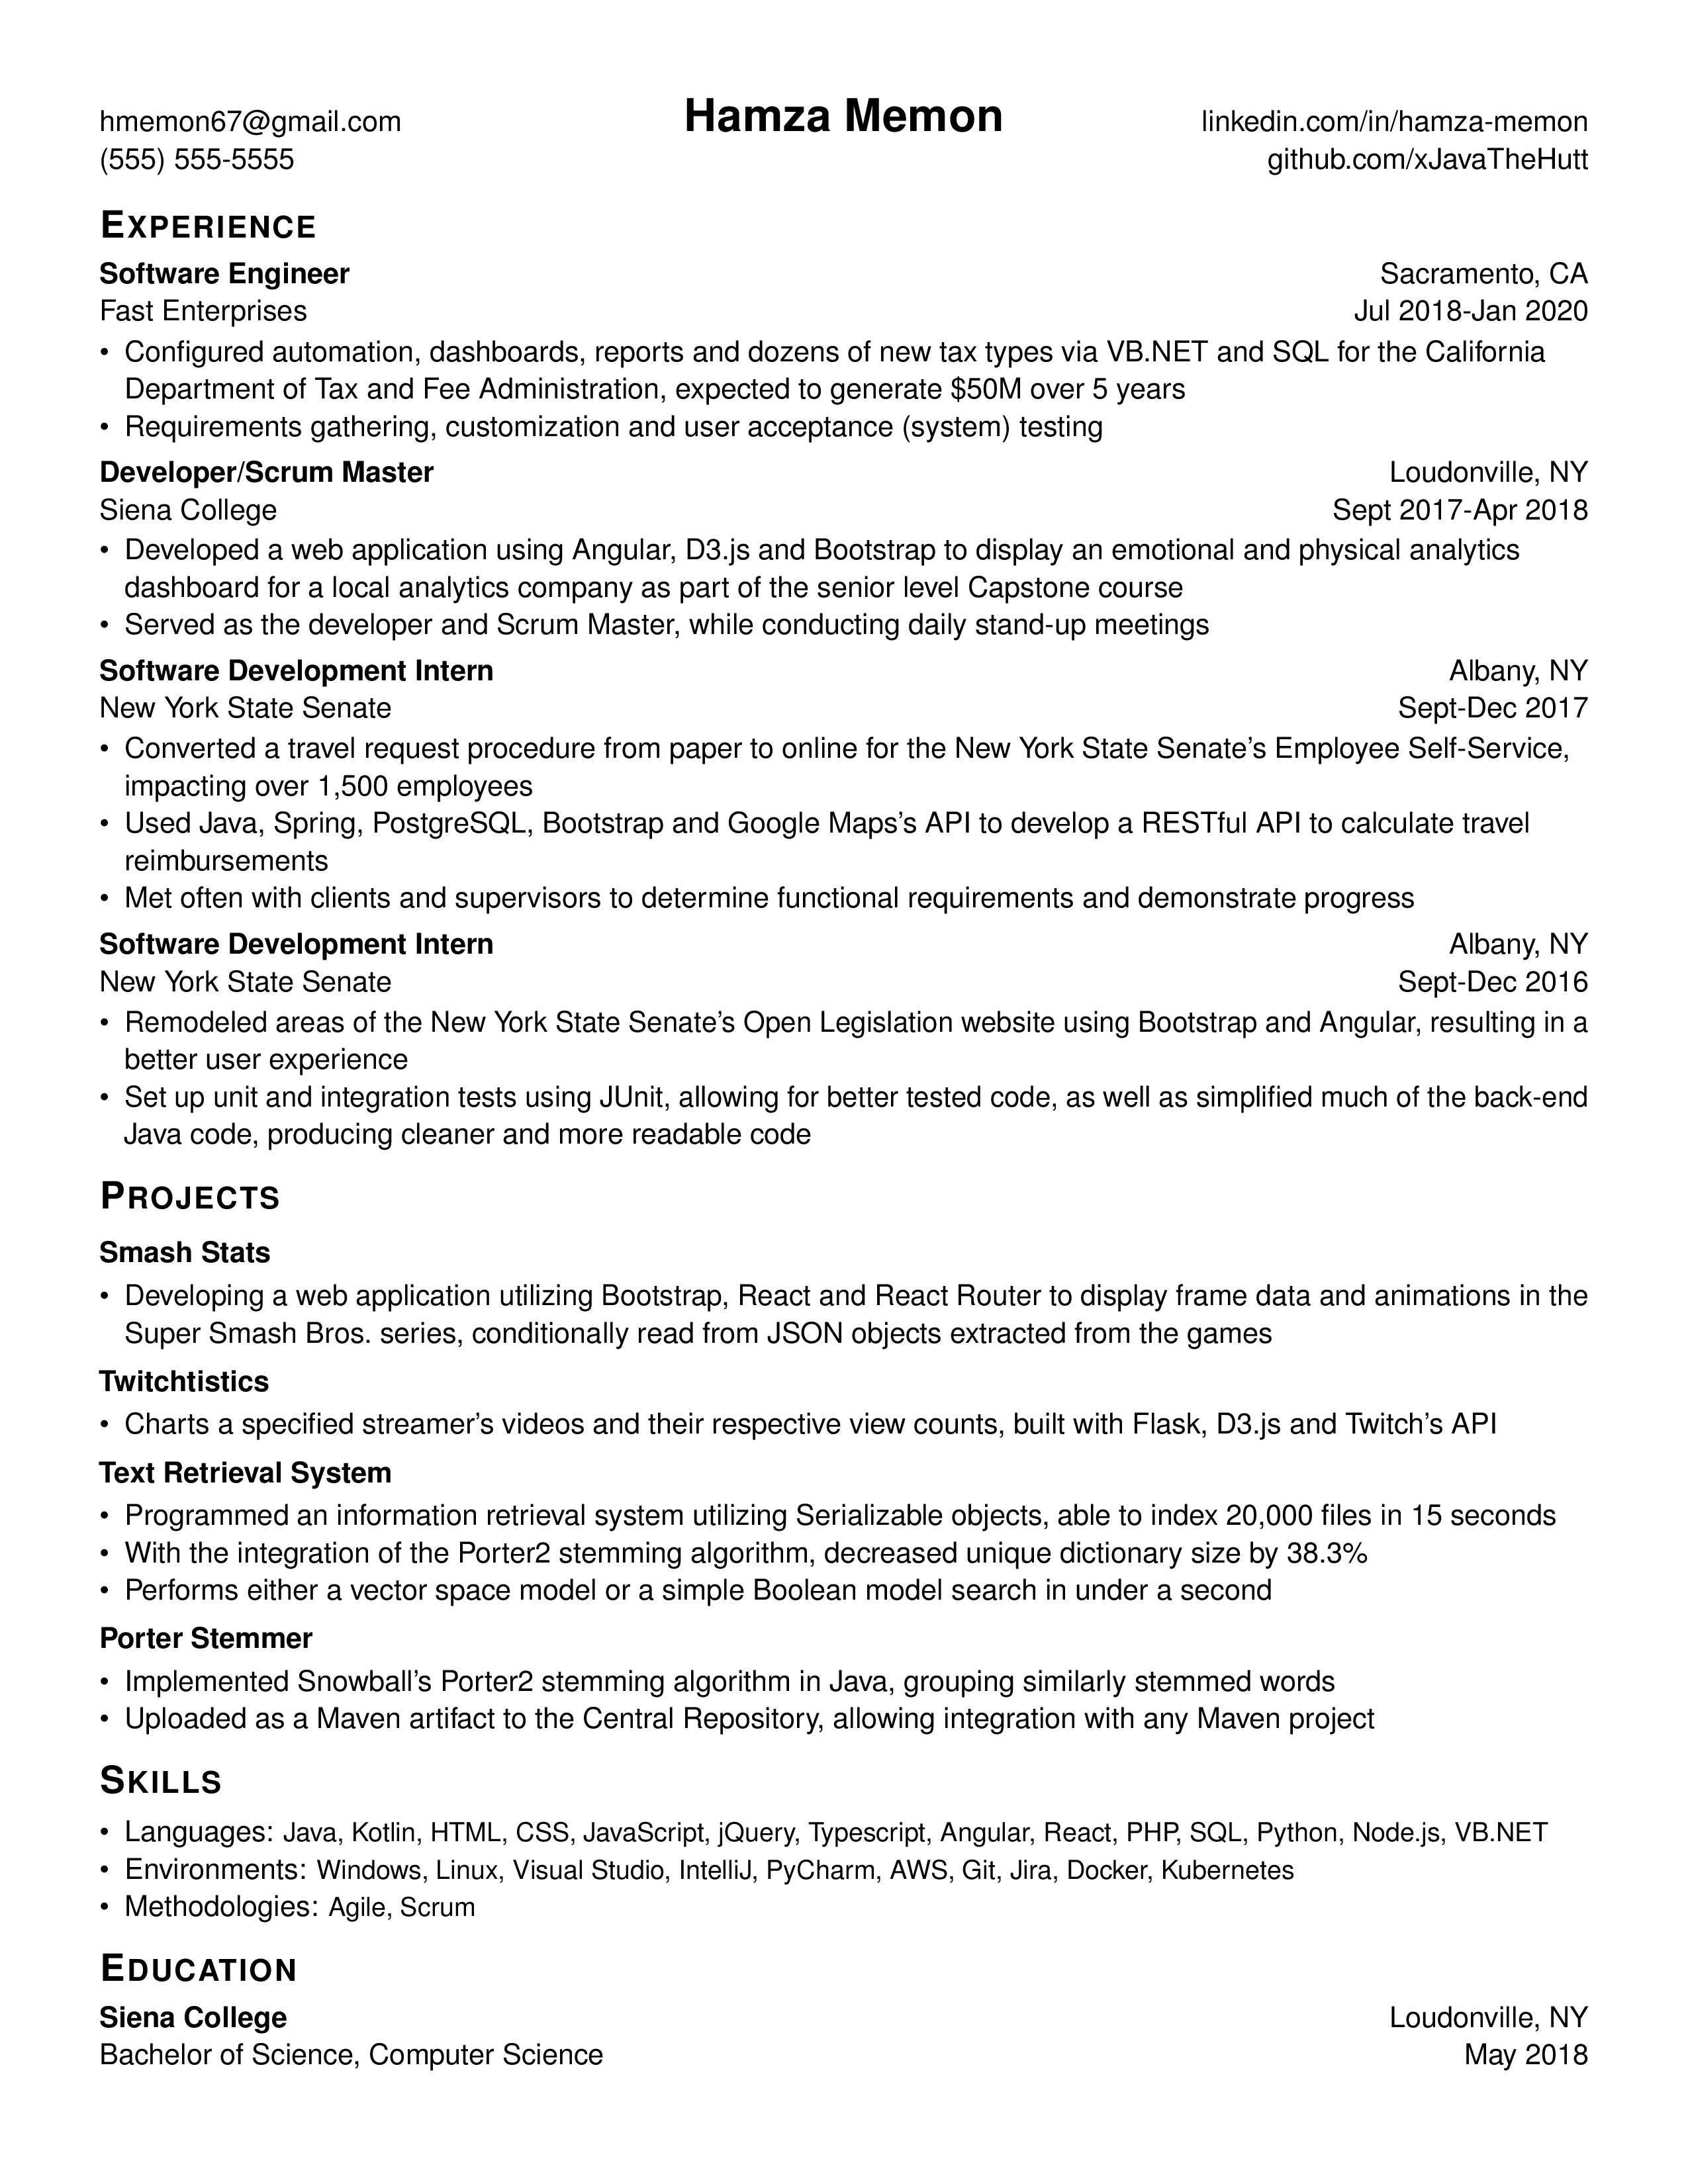 hmemon67@gmail.com Hamza Memon linkedin.com/in/hamza-memon
(555) 555-5555 github.com/xJavaTheHutt
EXPERIENCE
Software Engineer Sacramento, CA
Fast Enterprises Jul 2018-Jan 2020
• Configured automation, dashboards, reports and dozens of new tax types via VB.NET and SQL for the California
Department of Tax and Fee Administration, expected to generate $50M over 5 years
• Requirements gathering, customization and user acceptance (system) testing
Developer/Scrum Master Loudonville, NY
Siena College Sept 2017-Apr 2018
• Developed a web application using Angular, D3.js and Bootstrap to display an emotional and physical analytics
dashboard for a local analytics company as part of the senior level Capstone course
• Served as the developer and Scrum Master, while conducting daily stand-up meetings
Software Development Intern Albany, NY
New York State Senate Sept-Dec 2017
• Converted a travel request procedure from paper to online for the New York State Senate’s Employee Self-Service,
impacting over 1,500 employees
• Used Java, Spring, PostgreSQL, Bootstrap and Google Maps’s API to develop a RESTful API to calculate travel
reimbursements
• Met often with clients and supervisors to determine functional requirements and demonstrate progress
Software Development Intern Albany, NY
New York State Senate Sept-Dec 2016
• Remodeled areas of the New York State Senate’s Open Legislation website using Bootstrap and Angular, resulting in a
better user experience
• Set up unit and integration tests using JUnit, allowing for better tested code, as well as simplified much of the back-end
Java code, producing cleaner and more readable code
PROJECTS
Smash Stats
• Developing a web application utilizing Bootstrap, React and React Router to display frame data and animations in the
Super Smash Bros. series, conditionally read from JSON objects extracted from the games
Twitchtistics
• Charts a specified streamer’s videos and their respective view counts, built with Flask, D3.js and Twitch’s API
Text Retrieval System
• Programmed an information retrieval system utilizing Serializable objects, able to index 20,000 files in 15 seconds
• With the integration of the Porter2 stemming algorithm, decreased unique dictionary size by 38.3%
• Performs either a vector space model or a simple Boolean model search in under a second
Porter Stemmer
• Implemented Snowball’s Porter2 stemming algorithm in Java, grouping similarly stemmed words
• Uploaded as a Maven artifact to the Central Repository, allowing integration with any Maven project
SKILLS
• Languages: Java, Kotlin, HTML, CSS, JavaScript, jQuery, Typescript, Angular, React, PHP, SQL, Python, Node.js, VB.NET
• Environments: Windows, Linux, Visual Studio, IntelliJ, PyCharm, AWS, Git, Jira, Docker, Kubernetes
• Methodologies: Agile, Scrum
EDUCATION
Siena College Loudonville, NY
Bachelor of Science, Computer Science May 2018